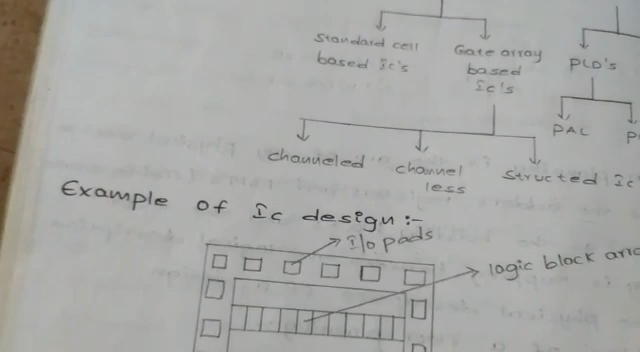 Standard cell
based Ic's
Gate array
based
Ic's
PLD's
PAL
channeled
channel
less
Structed Ic'
Example of Ic design :-
I/o pads
logic block